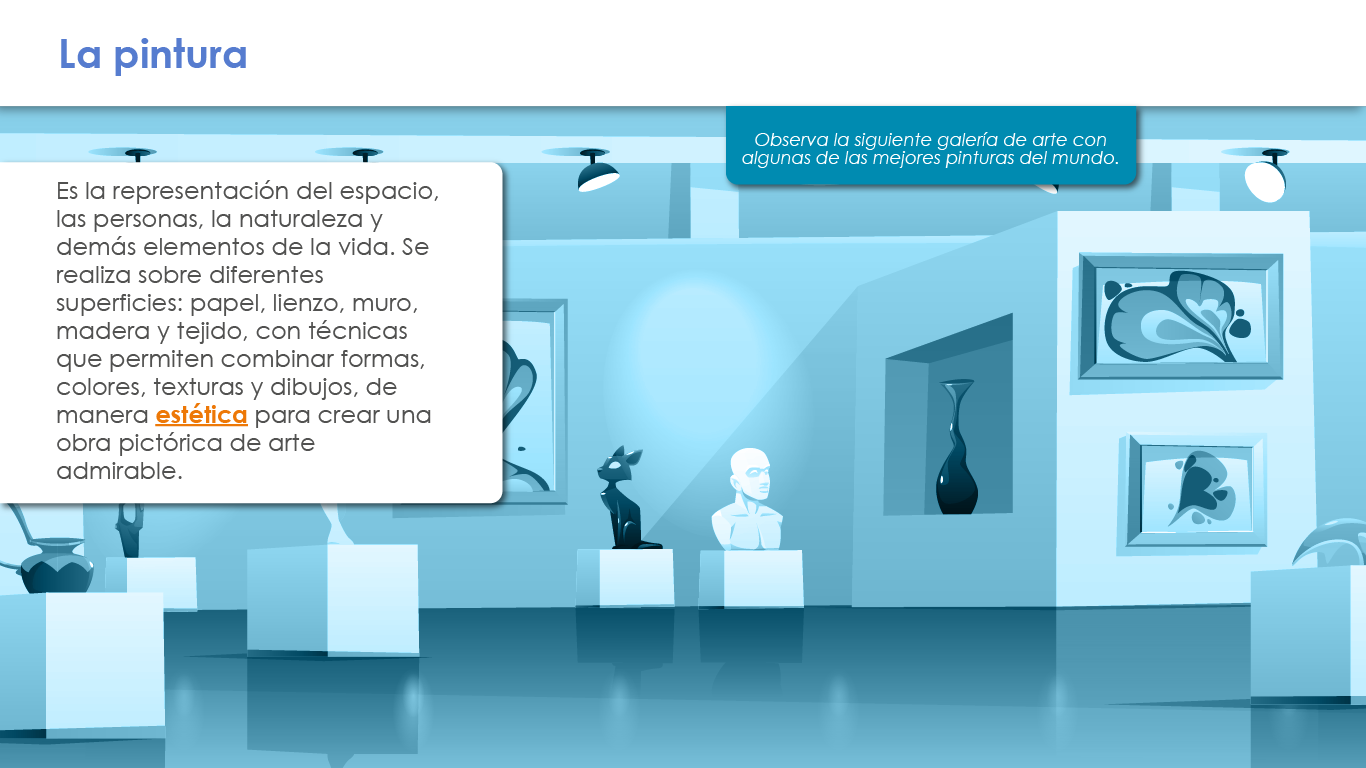 La pintura
Observa la siguiente galería de arte con
algunas de las mejores pinturas del mundo.
Es la representación del espacio,
las personas, la naturaleza y
demás elementos de la vida. Se
realiza sobre diferentes
superficies: papel, lienzo, muro,
madera y tejido, con técnicas
que permiten combinar formas,
colores, texturas y dibujos, de
manera estética para crear una
obra pictórica de arte
admirable.